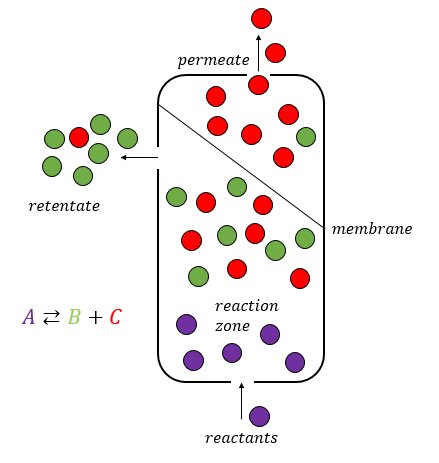 permeate
retentate
membrane
A ⇄ B + C
reaction
zone
reactants